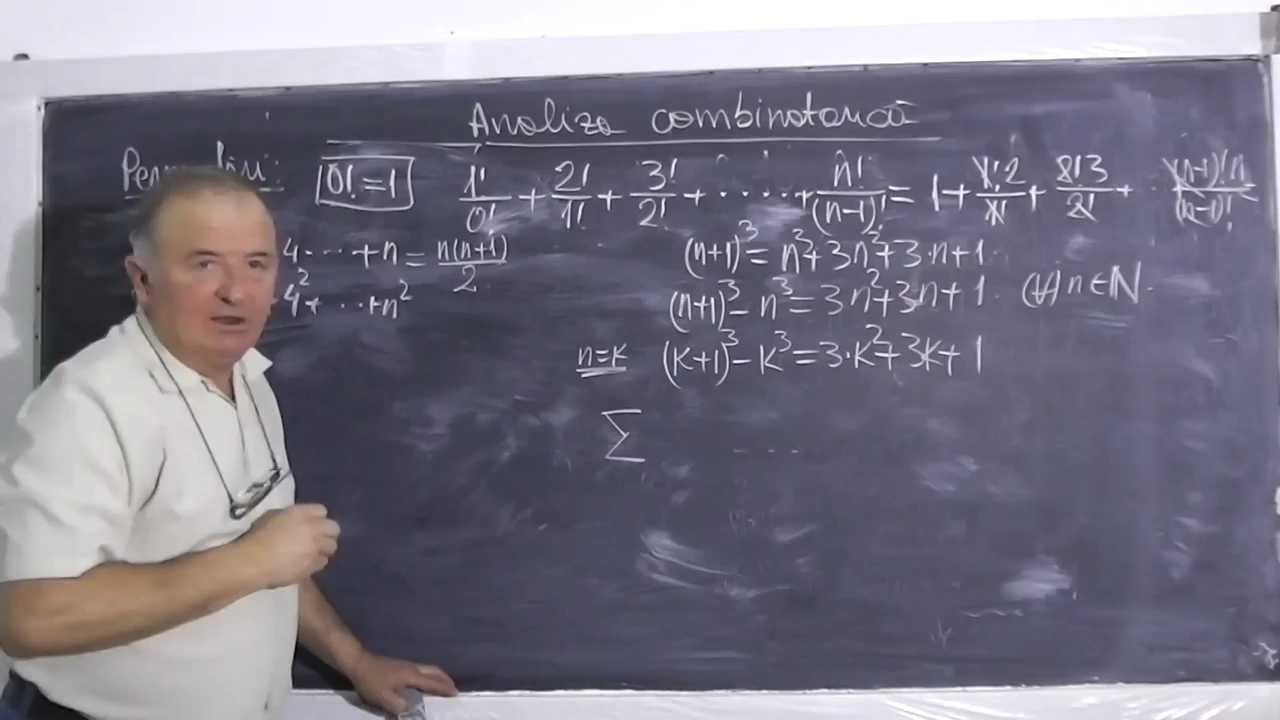 Analiza combinatorică
0! = 1 1!/0! + 2!/1! + 3!/2! + ..... + n!/(n-1)! = 1 + 1!·2/1! + 2!·3/2! + .. (n-1)!·n/(n-1)!
4 ... + n = n(n+1)/2 (n+1)³ = n³ + 3n² + 3·n + 1.
4² + ... + n² (n+1)³ - n³ = 3n² + 3n + 1. (∀) n ∈ ℕ.
n=k (k+1)³ - k³ = 3·k² + 3k + 1
Σ .....